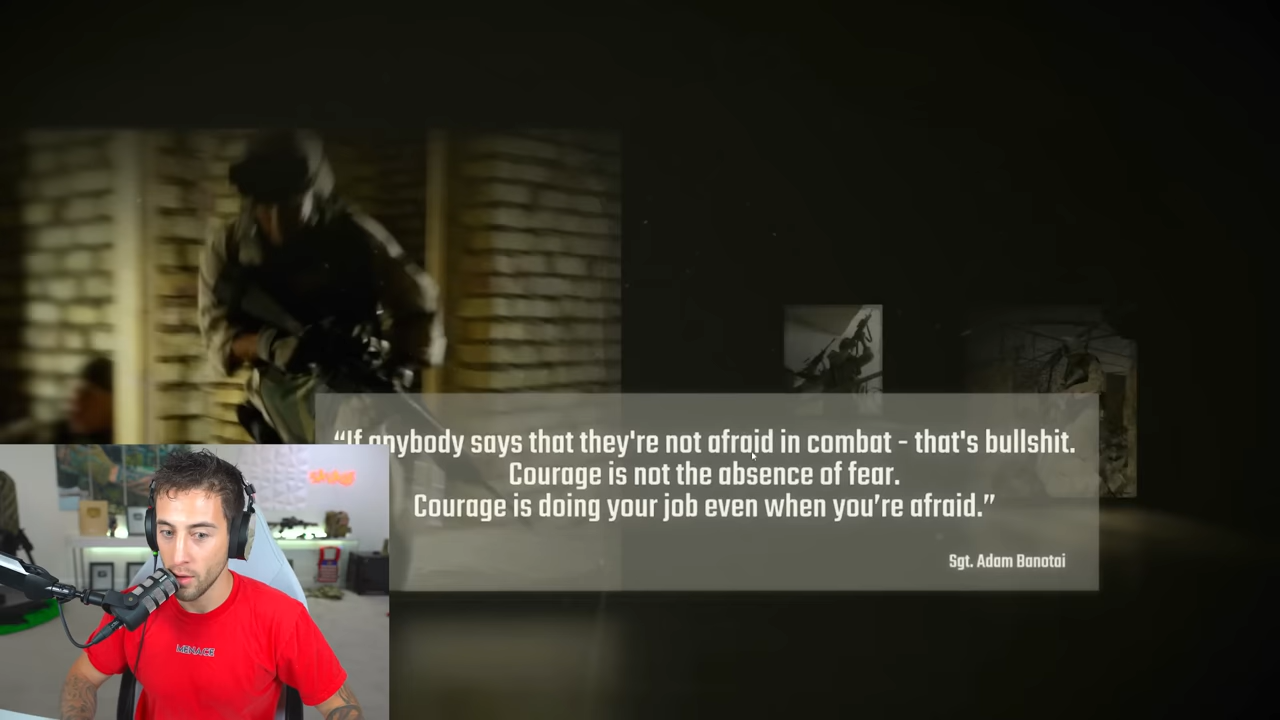 “If anybody says that they're not afraid in combat - that's bullshit.
Courage is not the absence of fear.
Courage is doing your job even when you’re afraid.”
Sgt. Adam Banotai
MENACE